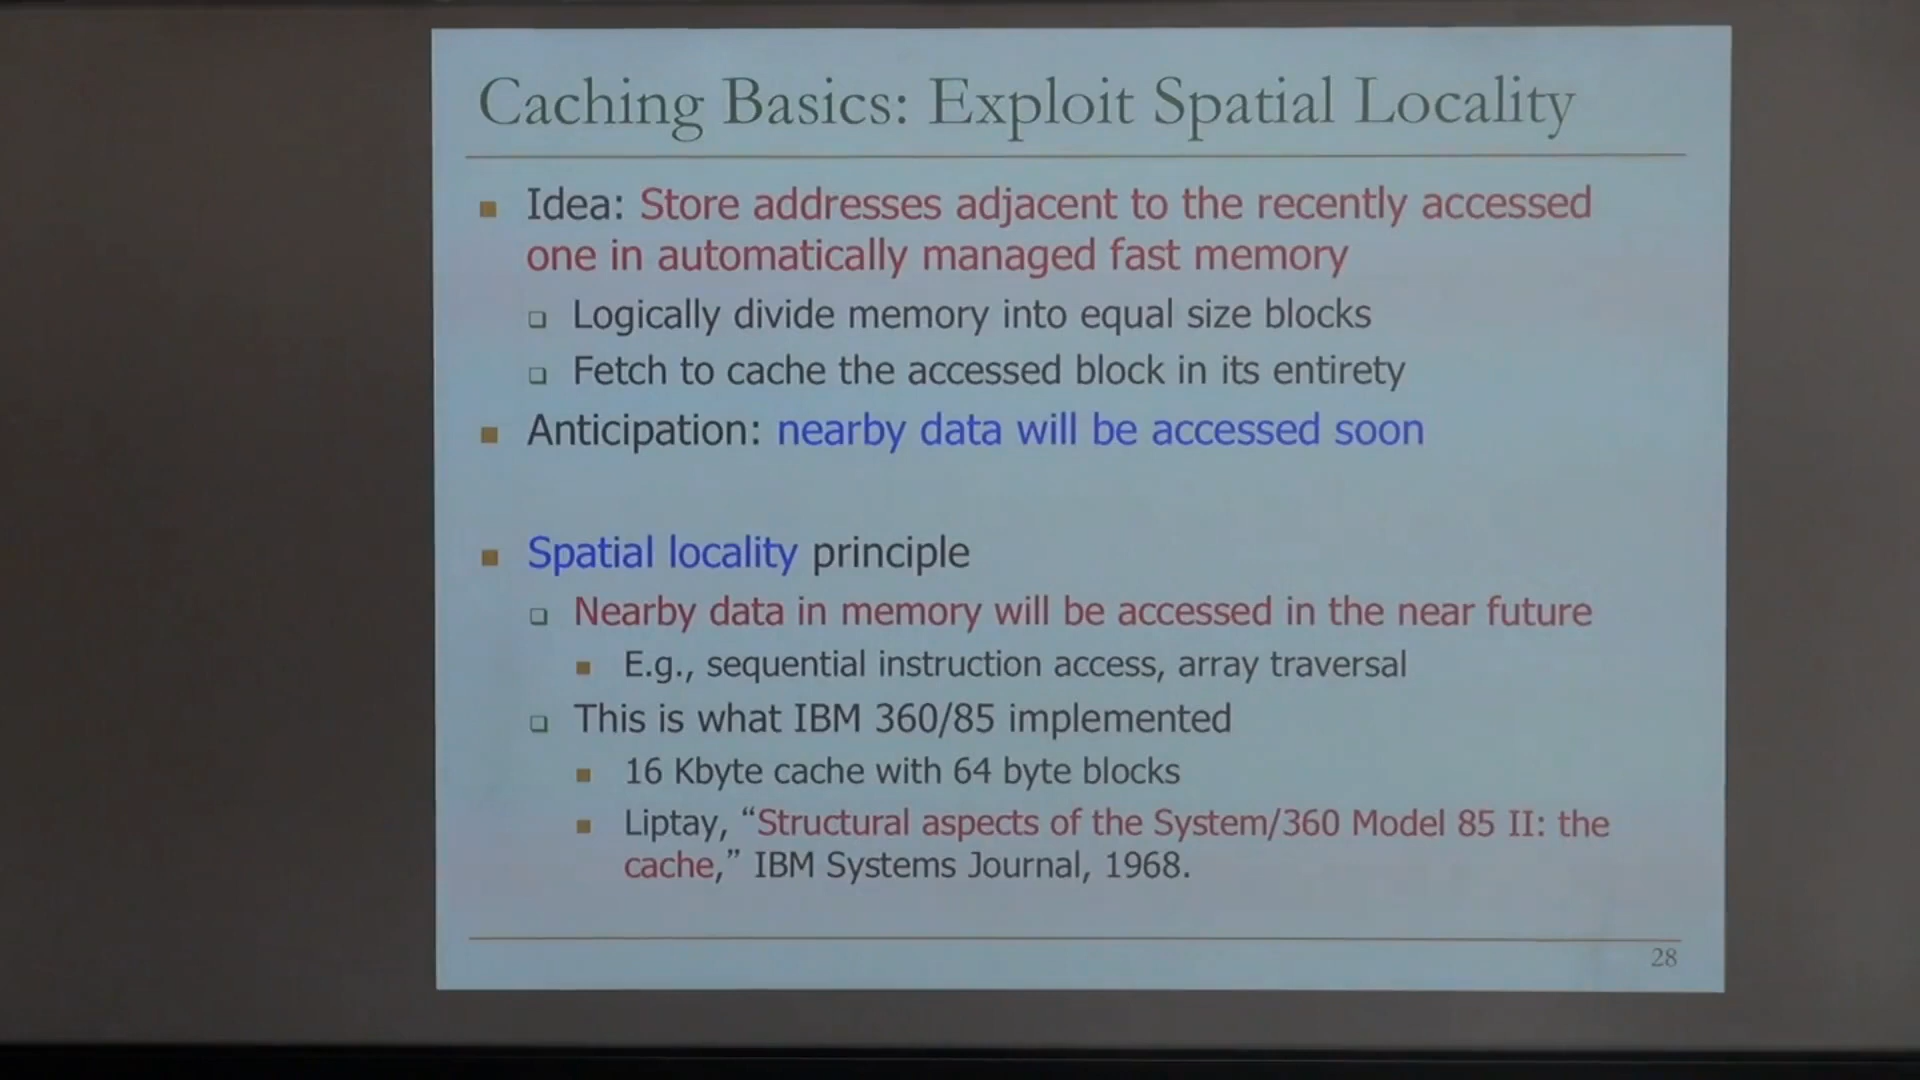 Caching Basics: Exploit Spatial Locality
Idea: Store addresses adjacent to the recently accessed
one in automatically managed fast memory
Logically divide memory into equal size blocks
Fetch to cache the accessed block in its entirety
Anticipation: nearby data will be accessed soon
Spatial locality principle
Nearby data in memory will be accessed in the near future
E.g., sequential instruction access, array traversal
This is what IBM 360/85 implemented
16 Kbyte cache with 64 byte blocks
Liptay, “Structural aspects of the System/360 Model 85 II: the
cache,” IBM Systems Journal, 1968.
28